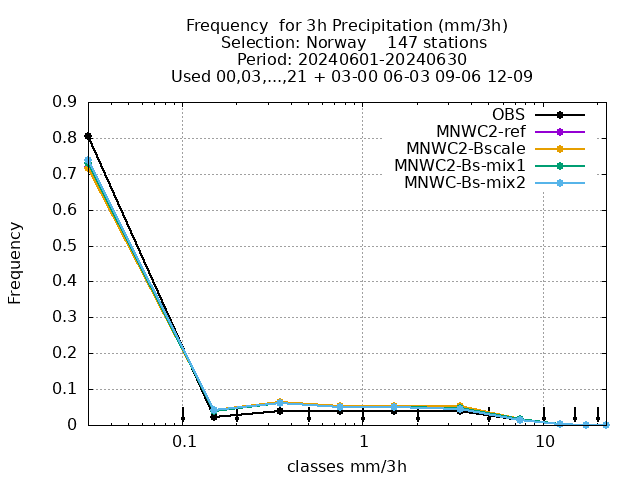 Frequency  for 3h Precipitation (mm/3h)
Selection: Norway    147 stations
Period: 20240601-20240630
Used 00,03,...,21 + 03-00 06-03 09-06 12-09
OBS
MNWC2-ref
MNWC2-Bscale
MNWC2-Bs-mix1
MNWC-Bs-mix2
0.9
0.8
0.7
0.6
0.5
0.4
0.3
0.2
0.1
0
Frequency
0.1 1 10
classes mm/3h